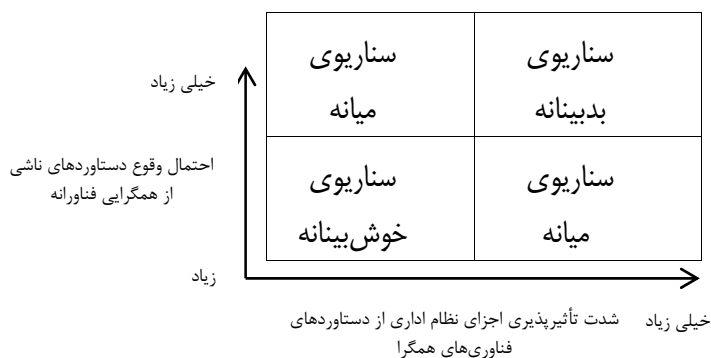 سناریوی
بدبینانه
سناریوی
میانه
خیلی زیاد
سناریوی
میانه
سناریوی
خوش‌بینانه
احتمال وقوع دستاوردهای ناشی
از همگرایی فناورانه
زیاد
خیلی زیاد
شدت تأثیرپذیری اجزای نظام اداری از دستاوردهای
فناوری‌های همگرا